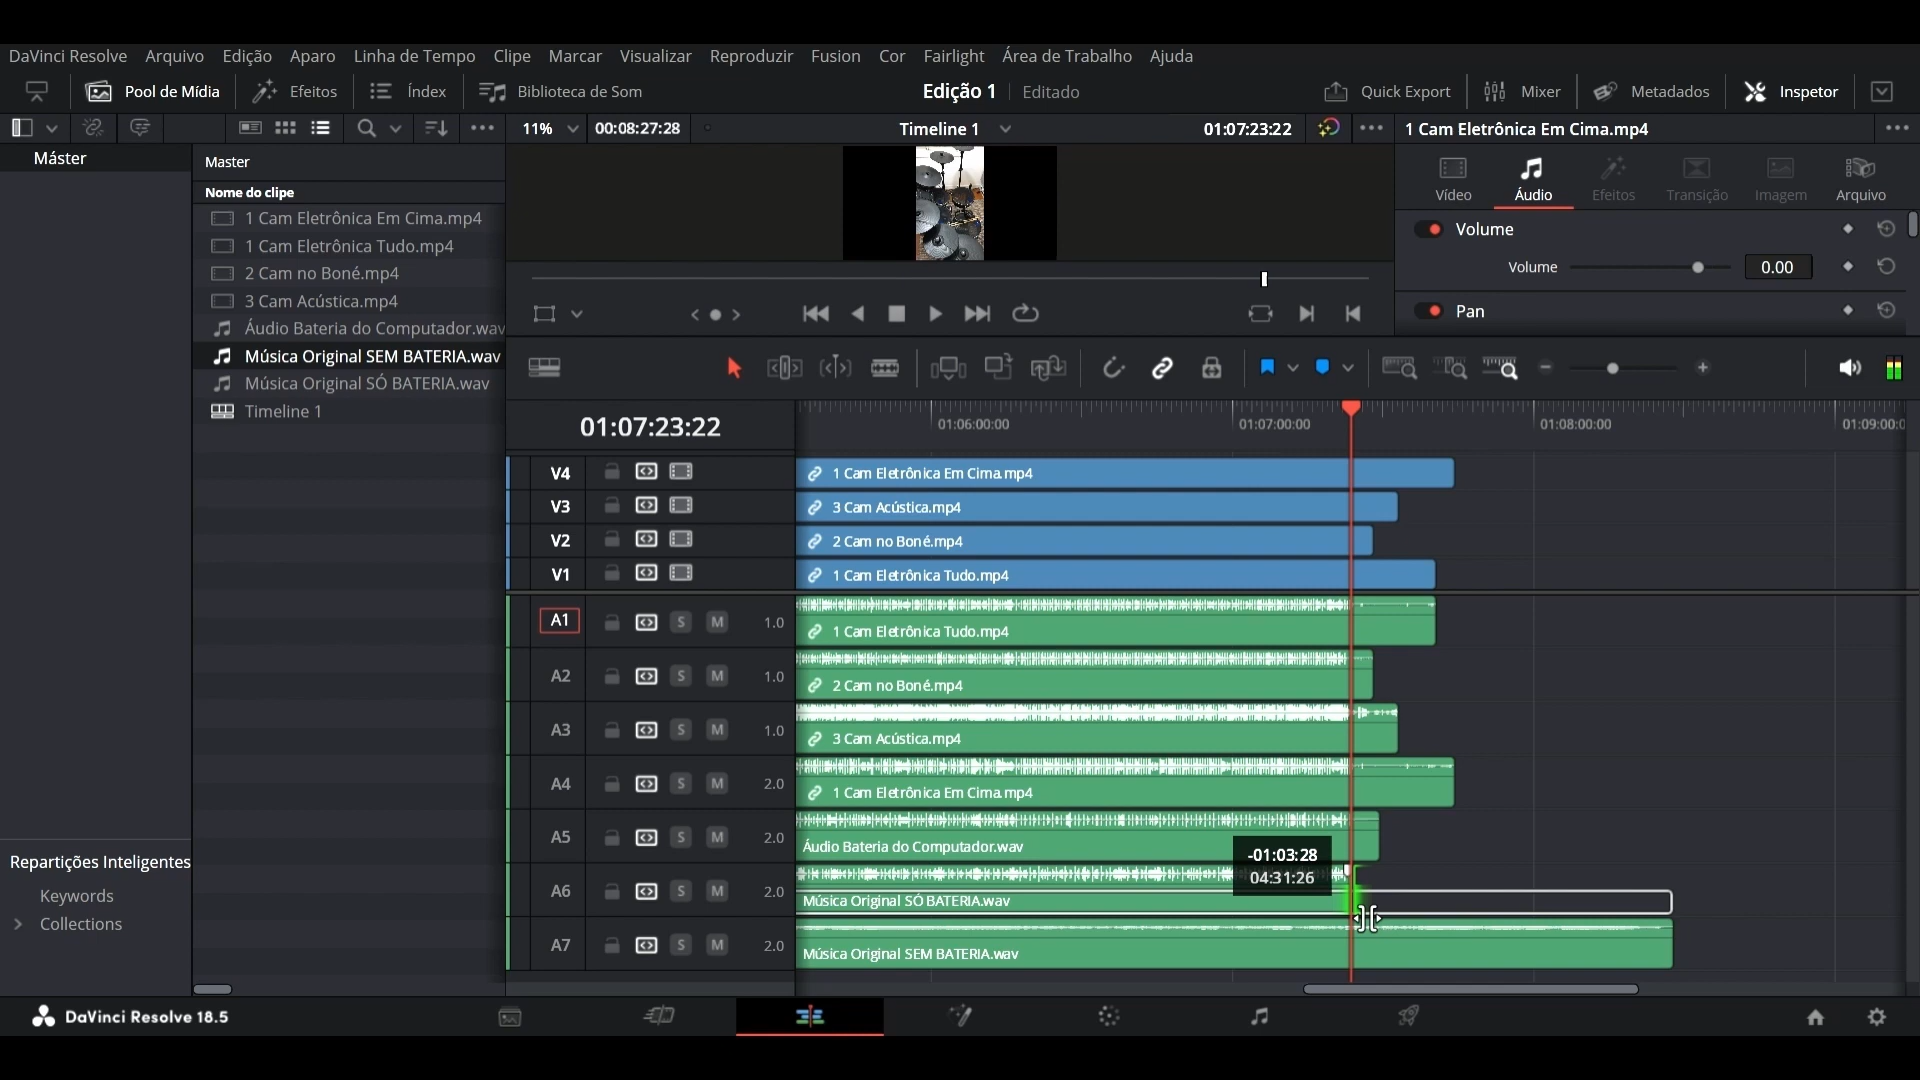 DaVinci Resolve Arquivo Edição Aparo Linha de Tempo Clipe Marcar Visualizar Reproduzir Fusion Cor Fairlight Área de Trabalho Ajuda
Pool de Mídia Efeitos Índex Biblioteca de Som Edição 1 Editado Quick Export Mixer Metadados Inspetor
11% 00:08:27:28 Timeline 1 01:07:23:22 1 Cam Eletrônica Em Cima.mp4
Máster
Master
Nome do clipe
1 Cam Eletrônica Em Cima.mp4
1 Cam Eletrônica Tudo.mp4
2 Cam no Boné.mp4
3 Cam Acústica.mp4
Áudio Bateria do Computador.wav
Música Original SEM BATERIA.wav
Música Original SÓ BATERIA.wav
Timeline 1
Vídeo Áudio Efeitos Transição Imagem Arquivo
Volume
Volume 0.00
Pan
01:07:23:22
01:06:00:00 01:07:00:00 01:08:00:00 01:09:00:0
V4 1 Cam Eletrônica Em Cima.mp4
V3 3 Cam Acústica.mp4
V2 2 Cam no Boné.mp4
V1 1 Cam Eletrônica Tudo.mp4
A1 S M 1.0 1 Cam Eletrônica Tudo.mp4
A2 S M 1.0 2 Cam no Boné.mp4
A3 S M 1.0 3 Cam Acústica.mp4
A4 S M 2.0 1 Cam Eletrônica Em Cima.mp4
A5 S M 2.0 Áudio Bateria do Computador.wav
-01:03:28
04:31:26
A6 S M 2.0 Música Original SÓ BATERIA.wav
A7 S M 2.0 Música Original SEM BATERIA.wav
Repartições Inteligentes
Keywords
Collections
DaVinci Resolve 18.5